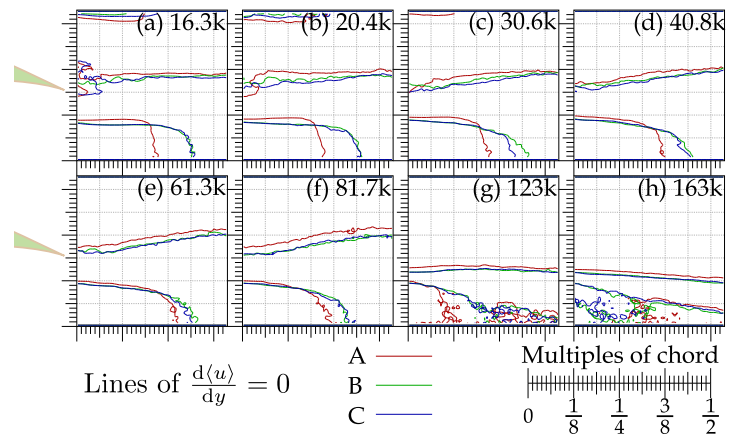 (a) 16.3k (b) 20.4k (c) 30.6k (d) 40.8k
(e) 61.3k (f) 81.7k (g) 123k (h) 163k
Lines of d⟨u⟩/dy = 0
A
B
C
Multiples of chord
0 1/8 1/4 3/8 1/2